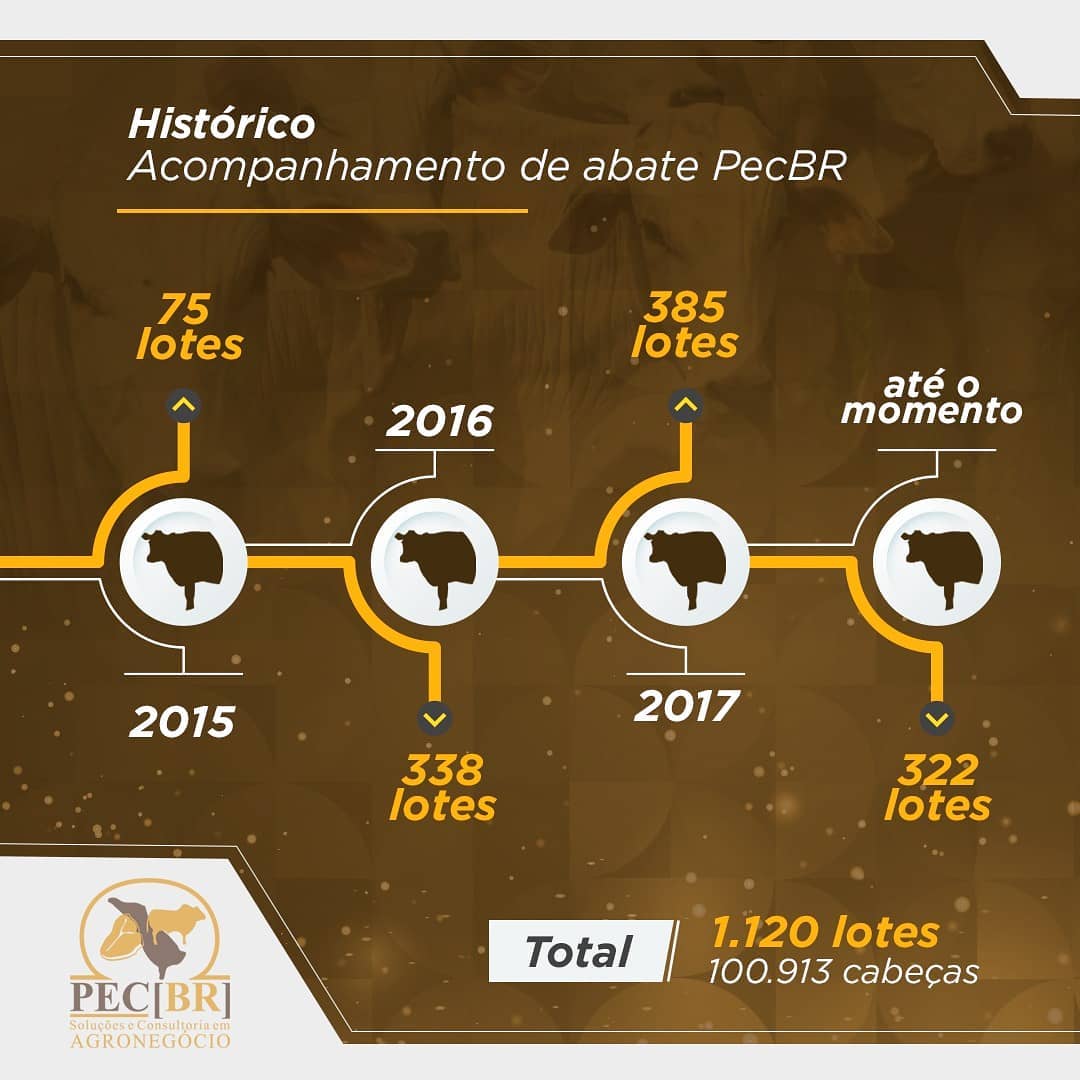 Histórico
Acompanhamento de abate PecBR
75
lotes
2015
2016
338
lotes
385
lotes
2017
até o
momento
322
lotes
Total
1.120 lotes
100.913 cabeças
PEC[BR]
Soluções e Consultoria em
AGRONEGÓCIO